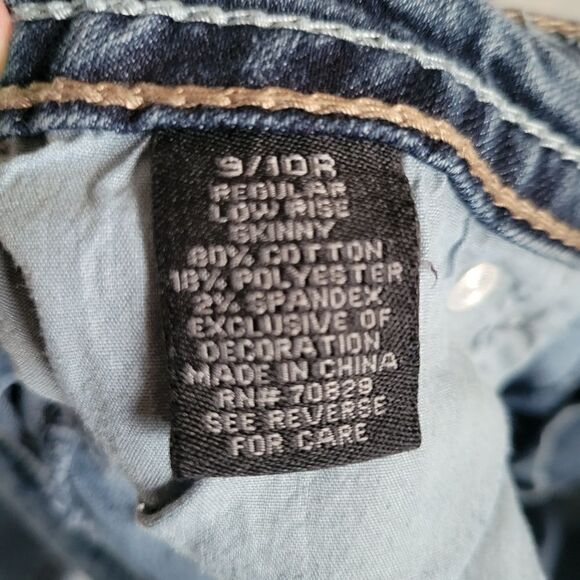 9/10R
REGULAR
LOW RISE
SKINNY
80% COTTON
18% POLYESTER
2% SPANDEX
EXCLUSIVE OF
DECORATION
MADE IN CHINA
RN# 70829
SEE REVERSE
FOR CARE